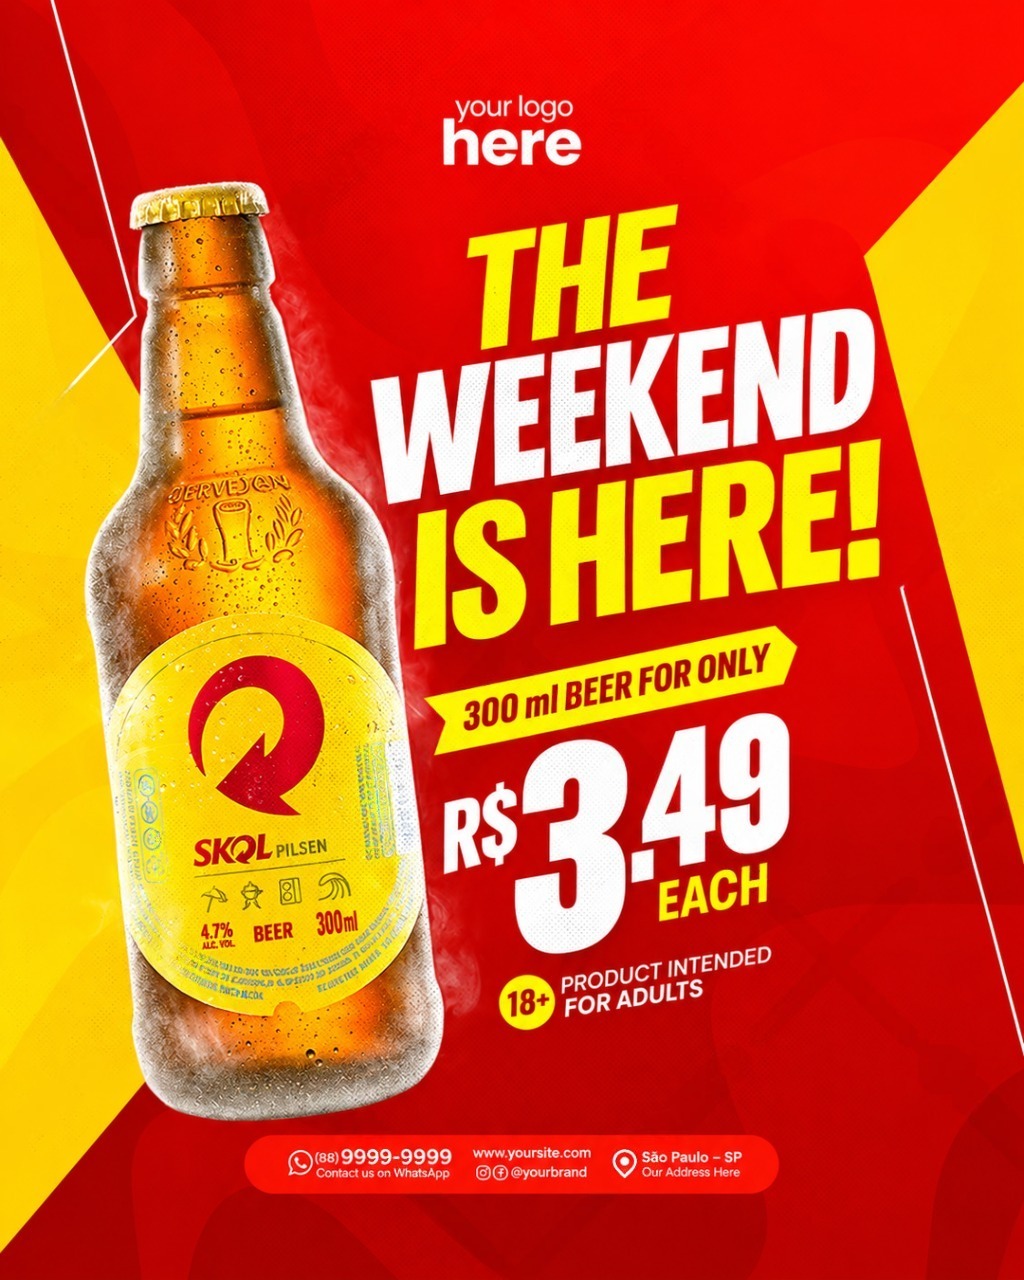 your logo
here
THE
WEEKEND
IS HERE!
300 ml BEER FOR ONLY
R$3.49
EACH
18+
PRODUCT INTENDED
FOR ADULTS
SKOL PILSEN
4.7%
ALC. VOL.
BEER
300ml
(88) 9999-9999
Contact us on WhatsApp
www.yoursite.com
@yourbrand
São Paulo – SP
Our Address Here